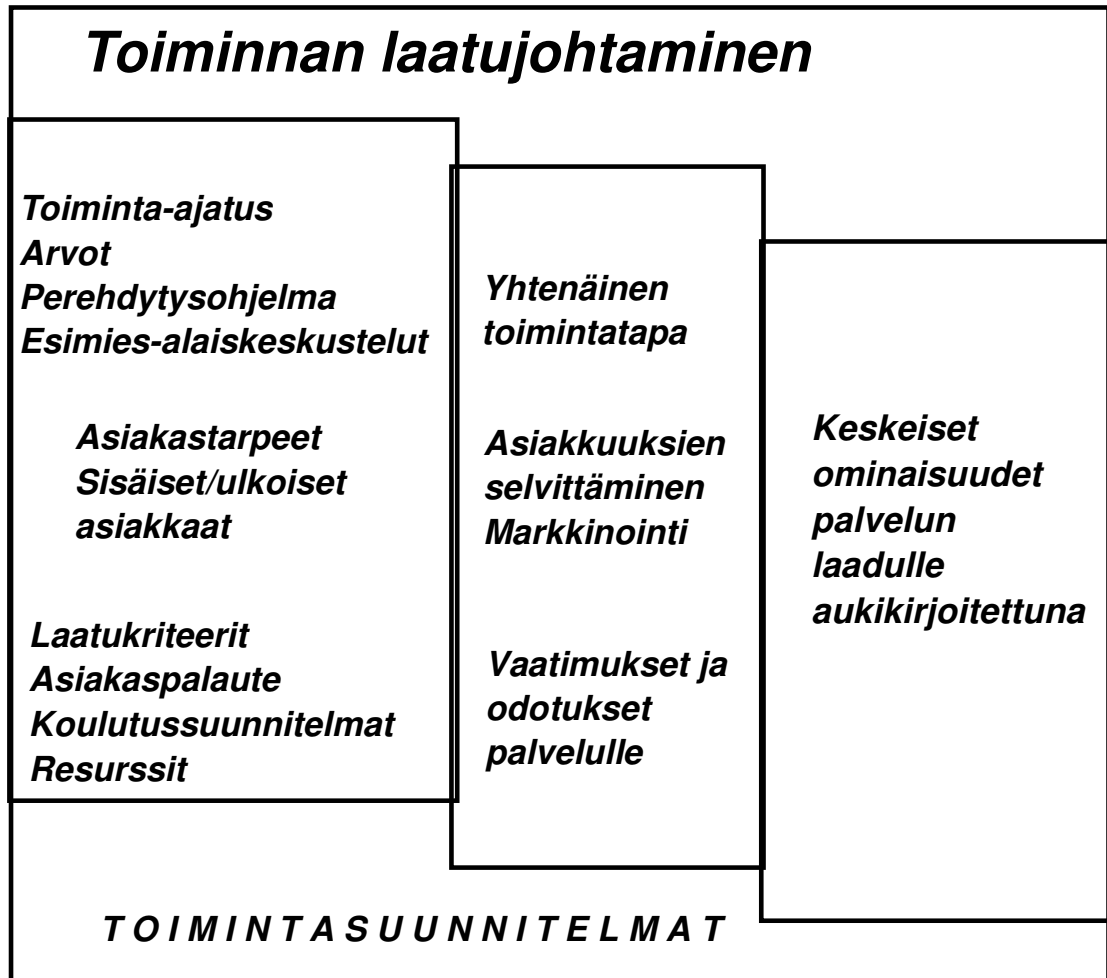 Toiminnan laatujohtaminen
Toiminta-ajatus
Arvot
Perehdytysohjelma
Esimies-alaiskeskustelut
Asiakastarpeet
Sisäiset/ulkoiset
asiakkaat
Laatukriteerit
Asiakaspalaute
Koulutussuunnitelmat
Resurssit
Yhtenäinen
toimintatapa
Asiakkuuksien
selvittäminen
Markkinointi
Vaatimukset ja
odotukset
palvelulle
Keskeiset
ominaisuudet
palvelun
laadulle
aukikirjoitettuna
T O I M I N T A S U U N N I T E L M A T